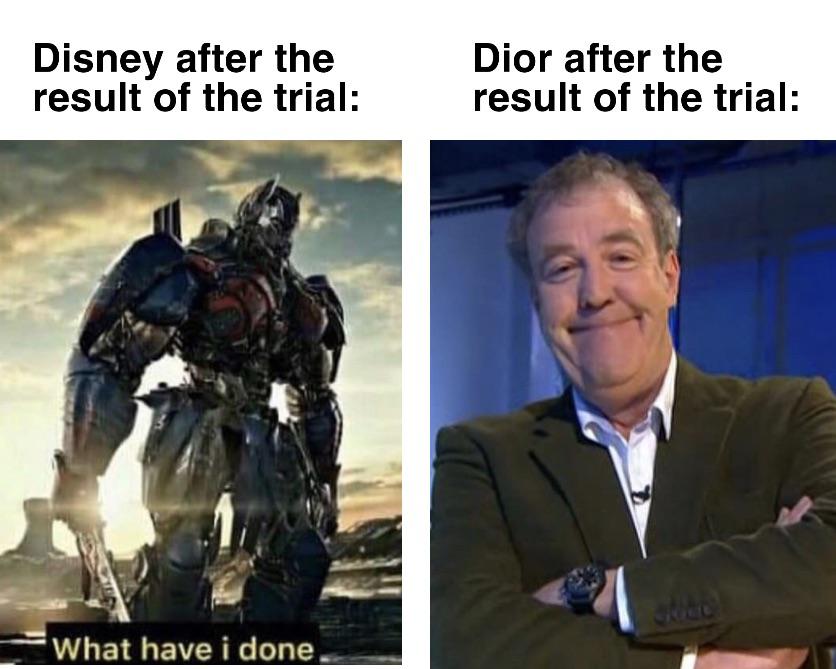 Disney after the
result of the trial:
Dior after the
result of the trial:
What have i done